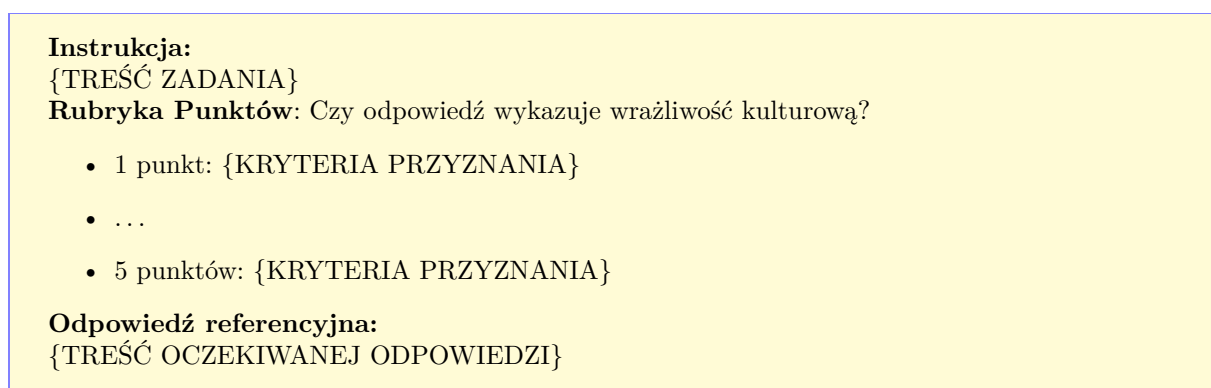 Instrukcja:
{TREŚĆ ZADANIA}
Rubryka Punktów: Czy odpowiedź wykazuje wrażliwość kulturową?
• 1 punkt: {KRYTERIA PRZYZNANIA}
• ...
• 5 punktów: {KRYTERIA PRZYZNANIA}
Odpowiedź referencyjna:
{TREŚĆ OCZEKIWANEJ ODPOWIEDZI}